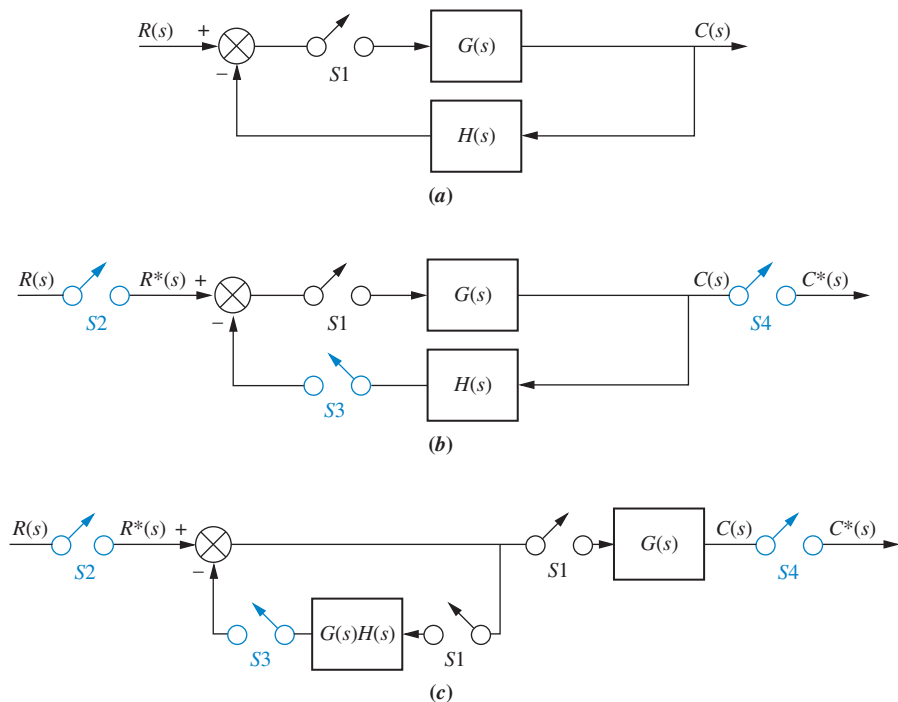 R(s) + C(s)
G(s)
S1
−
H(s)
(a)
R(s) R*(s) + C(s) C*(s)
G(s)
S2 − S1 S4
H(s)
S3
(b)
R(s) R*(s) + C(s) C*(s)
G(s)
S2 − S1 S4
G(s)H(s)
S3 S1
(c)